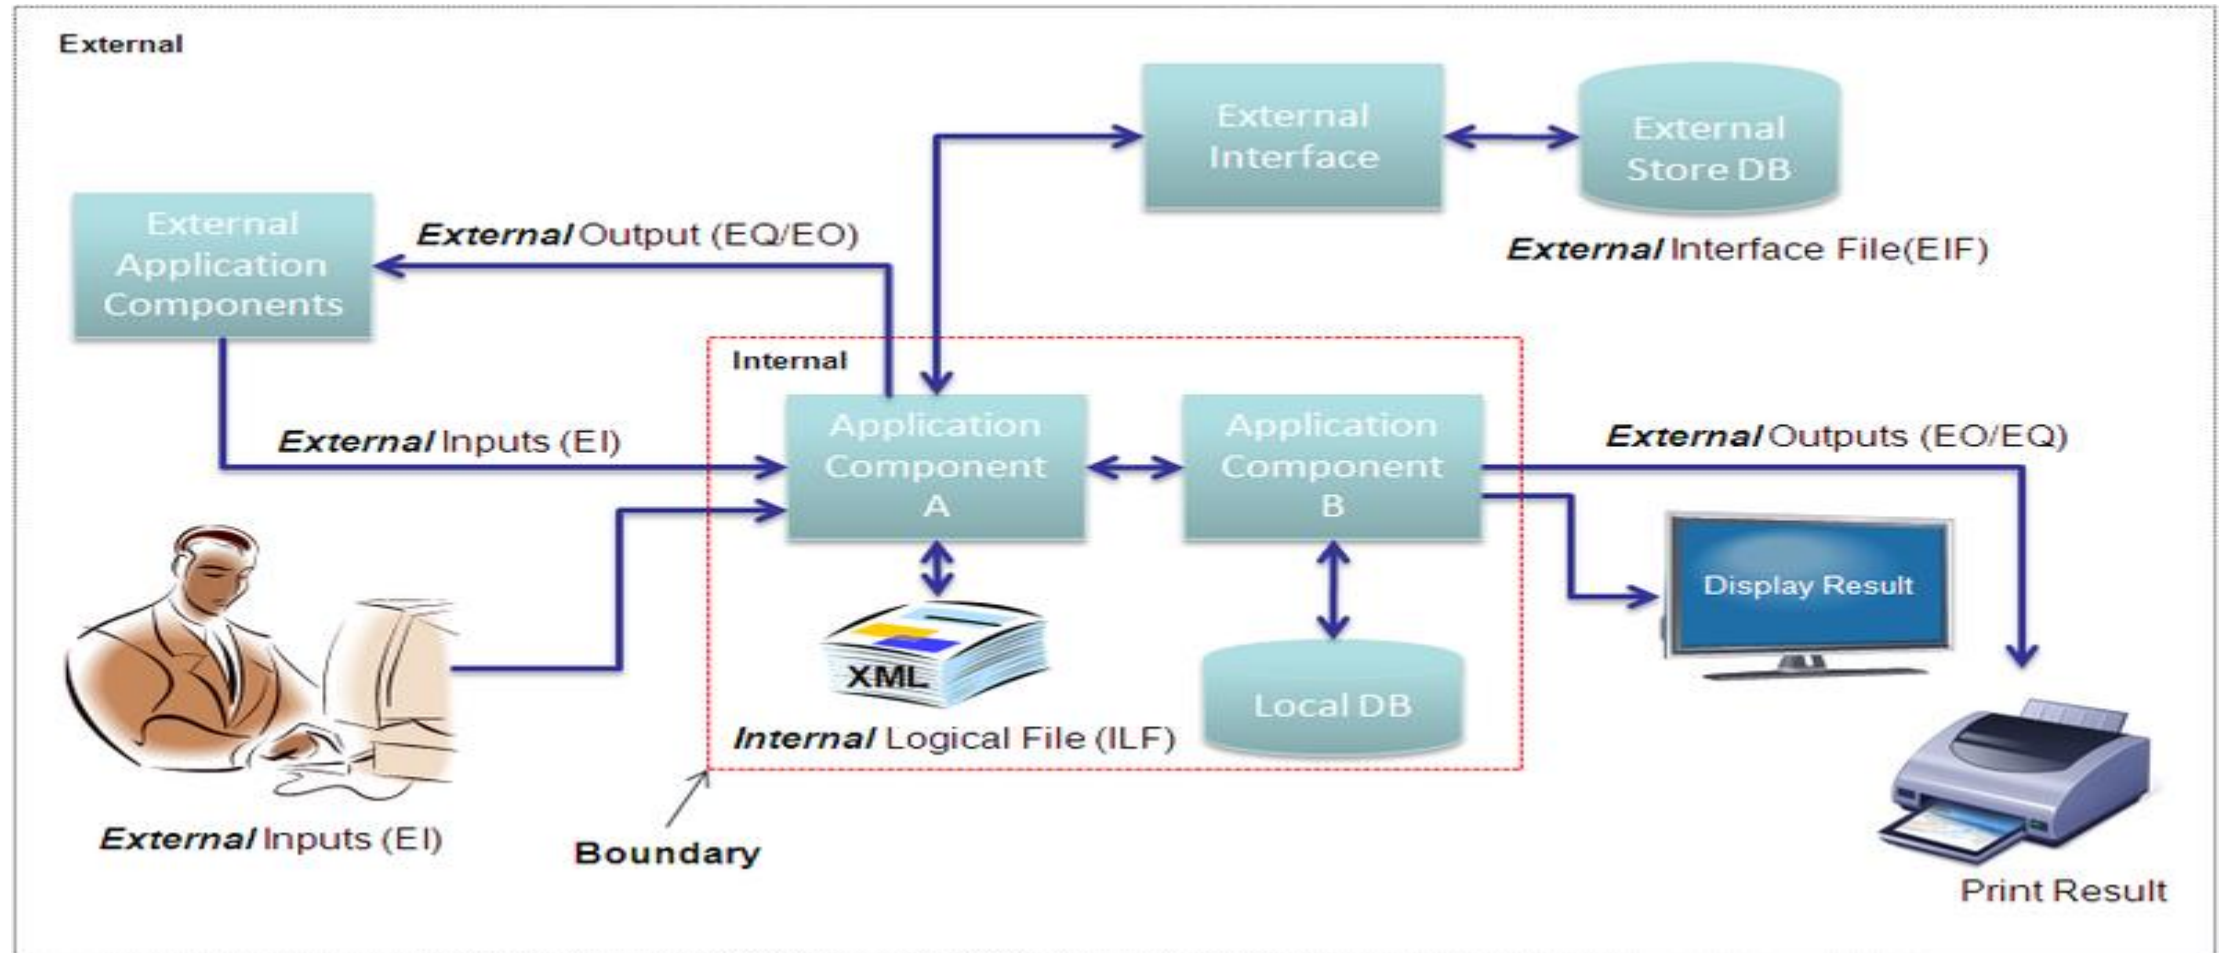 External
External
Interface
External
Store DB
External Interface File(EIF)
External
Application
Components
External Output (EQ/EO)
Internal
External Inputs (EI)
Application
Component
A
Application
Component
B
External Outputs (EO/EQ)
Display Result
XML
Local DB
Internal Logical File (ILF)
External Inputs (EI)
Boundary
Print Result